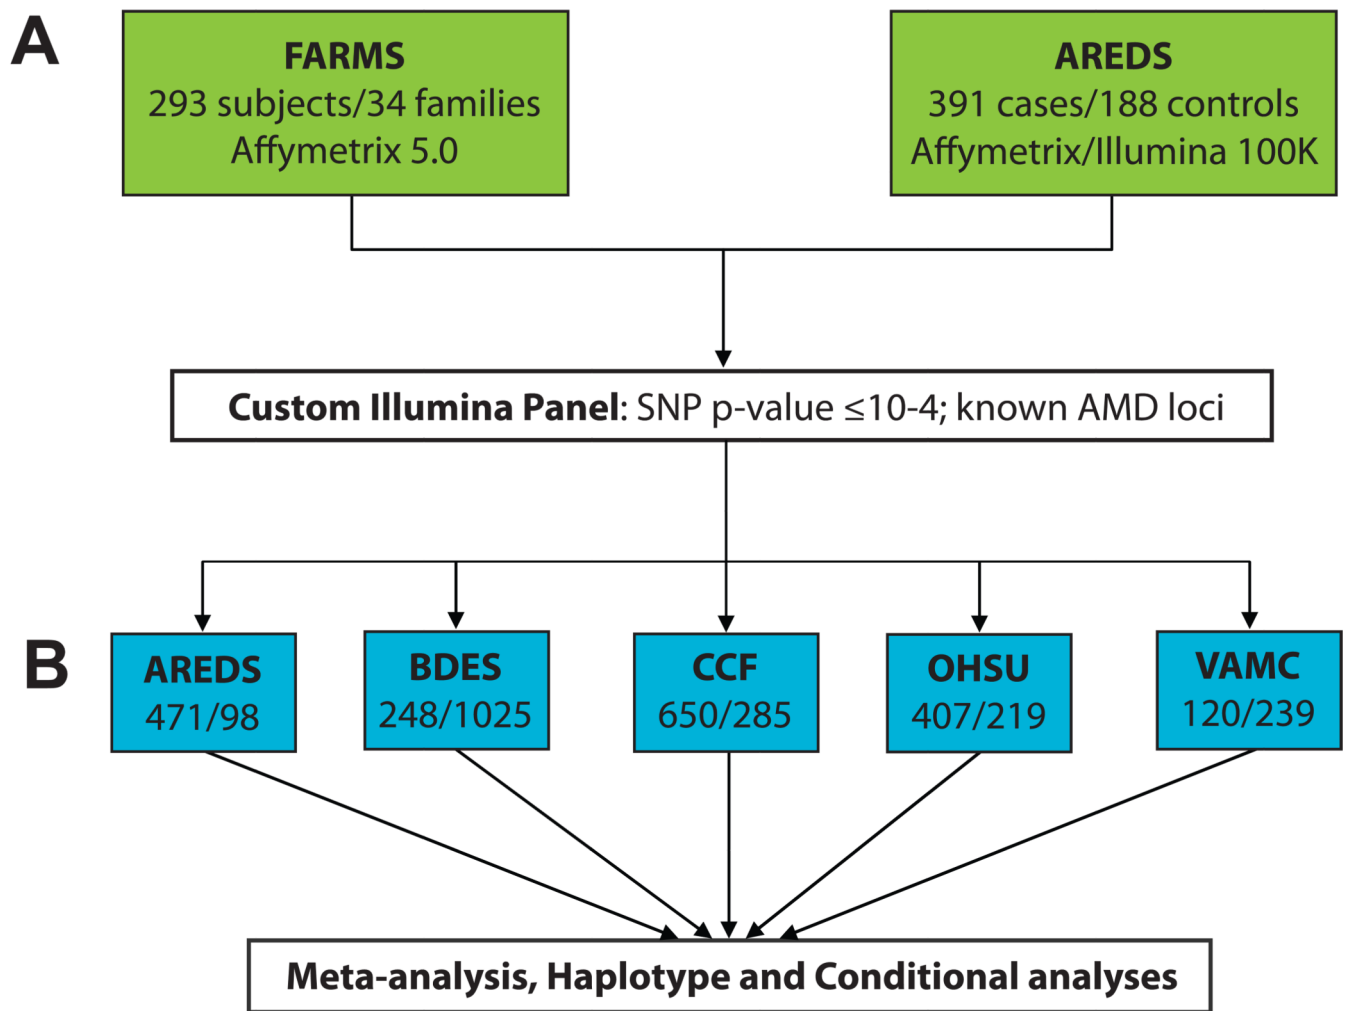 A
FARMS
293 subjects/34 families
Affymetrix 5.0
AREDS
391 cases/188 controls
Affymetrix/Illumina 100K
Custom Illumina Panel: SNP p-value ≤10-4; known AMD loci
B
AREDS
471/98
BDES
248/1025
CCF
650/285
OHSU
407/219
VAMC
120/239
Meta-analysis, Haplotype and Conditional analyses